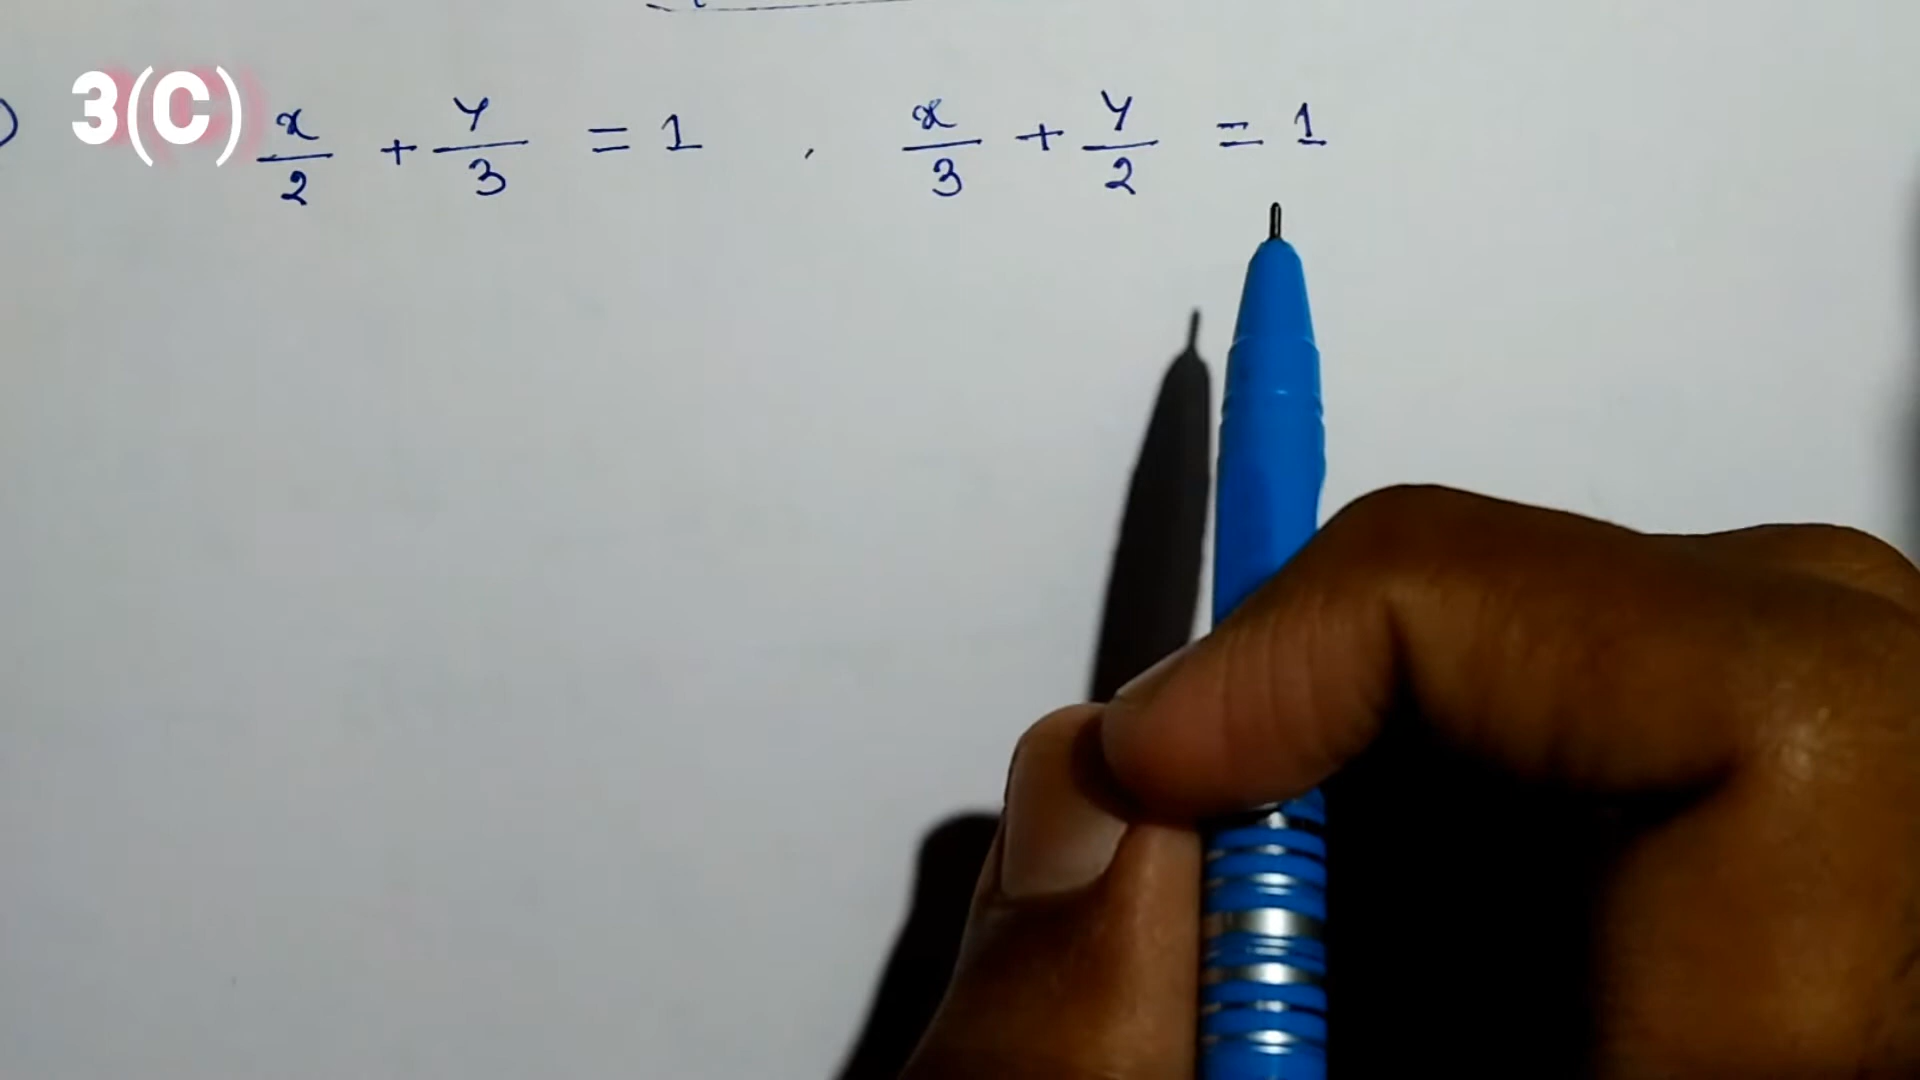 ) 3(C) x/2 + y/3 = 1 , x/3 + y/2 = 1